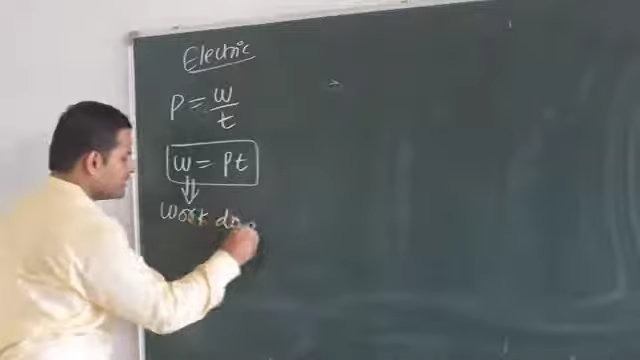 Electric
P = W/t
W = Pt
Work